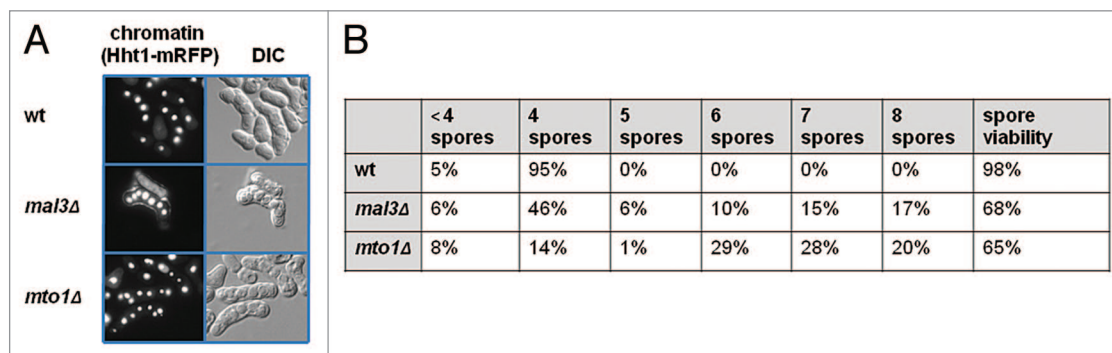 A
chromatin
(Hht1-mRFP) DIC
wt
mal3Δ
mto1Δ
B
<4 spores 4 spores 5 spores 6 spores 7 spores 8 spores spore viability
wt 5% 95% 0% 0% 0% 0% 98%
mal3Δ 6% 46% 6% 10% 15% 17% 68%
mto1Δ 8% 14% 1% 29% 28% 20% 65%